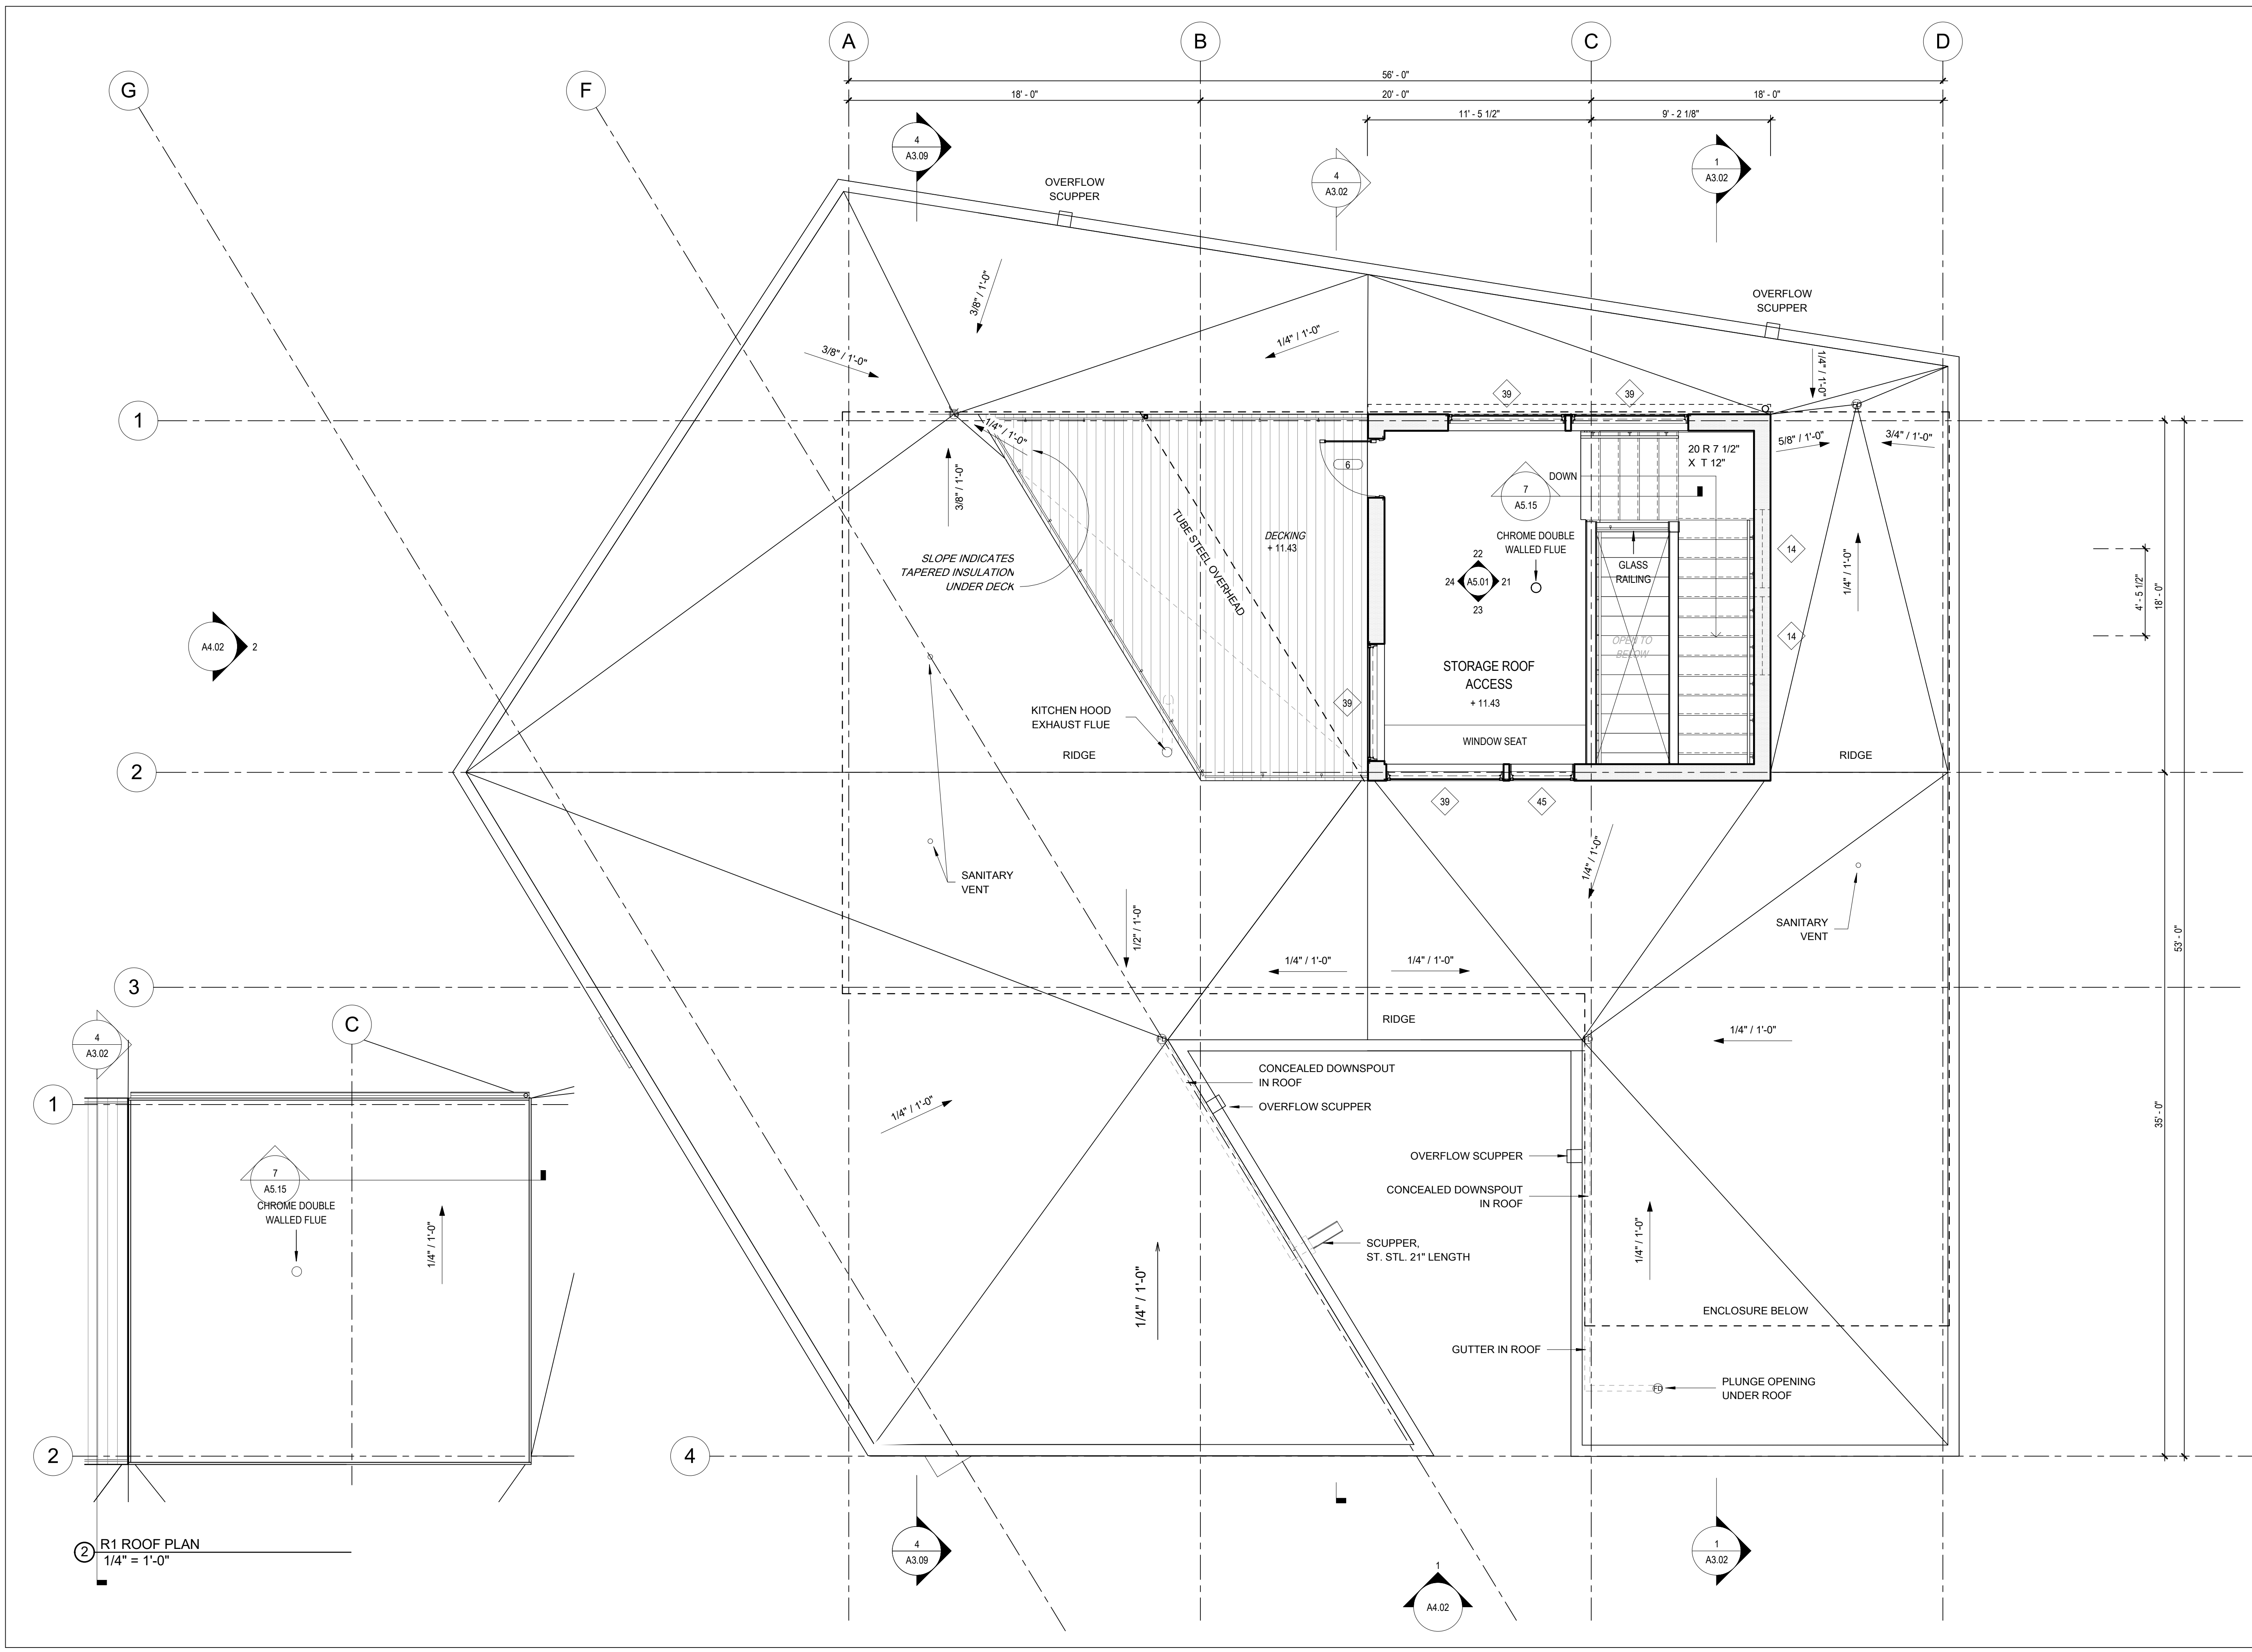 A
B
C
D
G
F
56' - 0"
18' - 0"
20' - 0"
18' - 0"
11' - 5 1/2"
9' - 2 1/8"
4
A3.09
4
A3.02
1
A3.02
OVERFLOW
SCUPPER
OVERFLOW
SCUPPER
3/8" / 1'-0"
3/8" / 1'-0"
1/4" / 1'-0"
1/4" / 1'-0"
39
39
1
1/4" / 1'-0"
5/8" / 1'-0"
3/4" / 1'-0"
20 R 7 1/2"
X T 12"
6
DOWN
7
A5.15
3/8" / 1'-0"
TUBE STEEL OVERHEAD
DECKING
+ 11.43
CHROME DOUBLE
WALLED FLUE
SLOPE INDICATES
TAPERED INSULATION
UNDER DECK
22
24
A5.01
21
23
GLASS
RAILING
14
1/4" / 1'-0"
4' - 5 1/2"
18' - 0"
14
OPEN TO
BELOW
A4.02
2
STORAGE ROOF
ACCESS
+ 11.43
39
KITCHEN HOOD
EXHAUST FLUE
WINDOW SEAT
RIDGE
RIDGE
2
39
45
1/4" / 1'-0"
SANITARY
VENT
SANITARY
VENT
1/2" / 1'-0"
53' - 0"
1/4" / 1'-0"
1/4" / 1'-0"
3
RIDGE
1/4" / 1'-0"
FD
FD
FD
4
A3.02
C
CONCEALED DOWNSPOUT
IN ROOF
OVERFLOW SCUPPER
1/4" / 1'-0"
1
35' - 0"
OVERFLOW SCUPPER
CONCEALED DOWNSPOUT
IN ROOF
7
A5.15
CHROME DOUBLE
WALLED FLUE
1/4" / 1'-0"
SCUPPER,
ST. STL. 21" LENGTH
1/4" / 1'-0"
1/4" / 1'-0"
ENCLOSURE BELOW
GUTTER IN ROOF
FD
PLUNGE OPENING
UNDER ROOF
2
4
2
R1 ROOF PLAN
1/4" = 1'-0"
4
A3.09
1
A4.02
1
A3.02